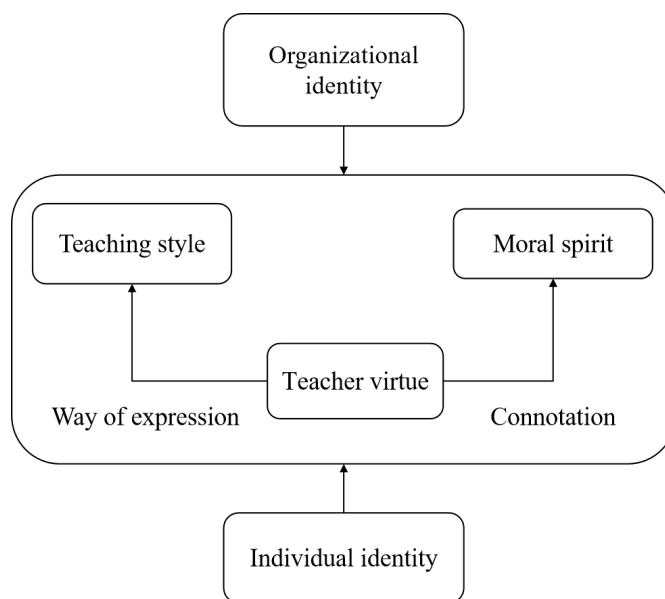 Organizational
identity
Teaching style
Moral spirit
Teacher virtue
Way of expression
Connotation
Individual identity